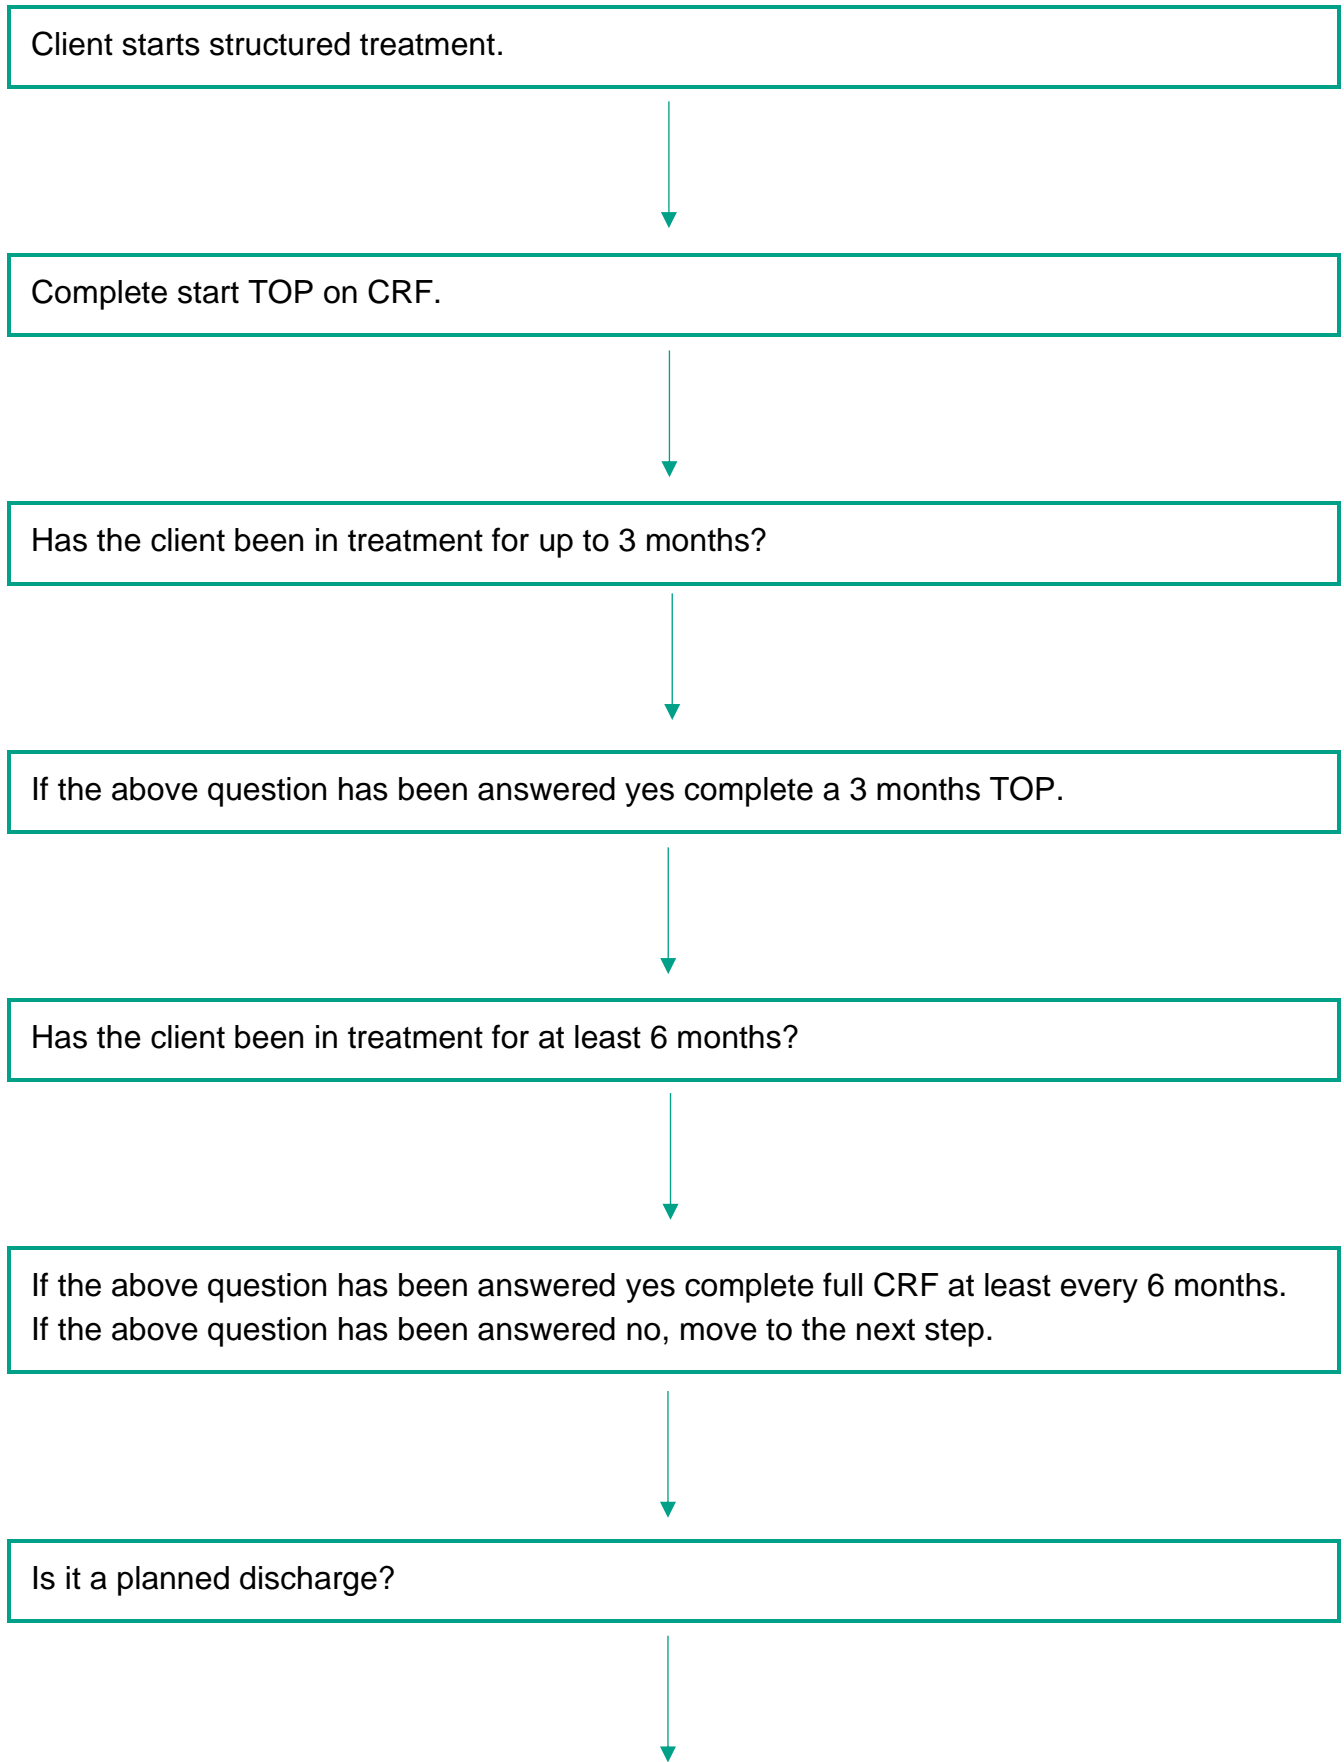 Client starts structured treatment.
Complete start TOP on CRF.
Has the client been in treatment for up to 3 months?
If the above question has been answered yes complete a 3 months TOP.
Has the client been in treatment for at least 6 months?
If the above question has been answered yes complete full CRF at least every 6 months.
If the above question has been answered no, move to the next step.
Is it a planned discharge?